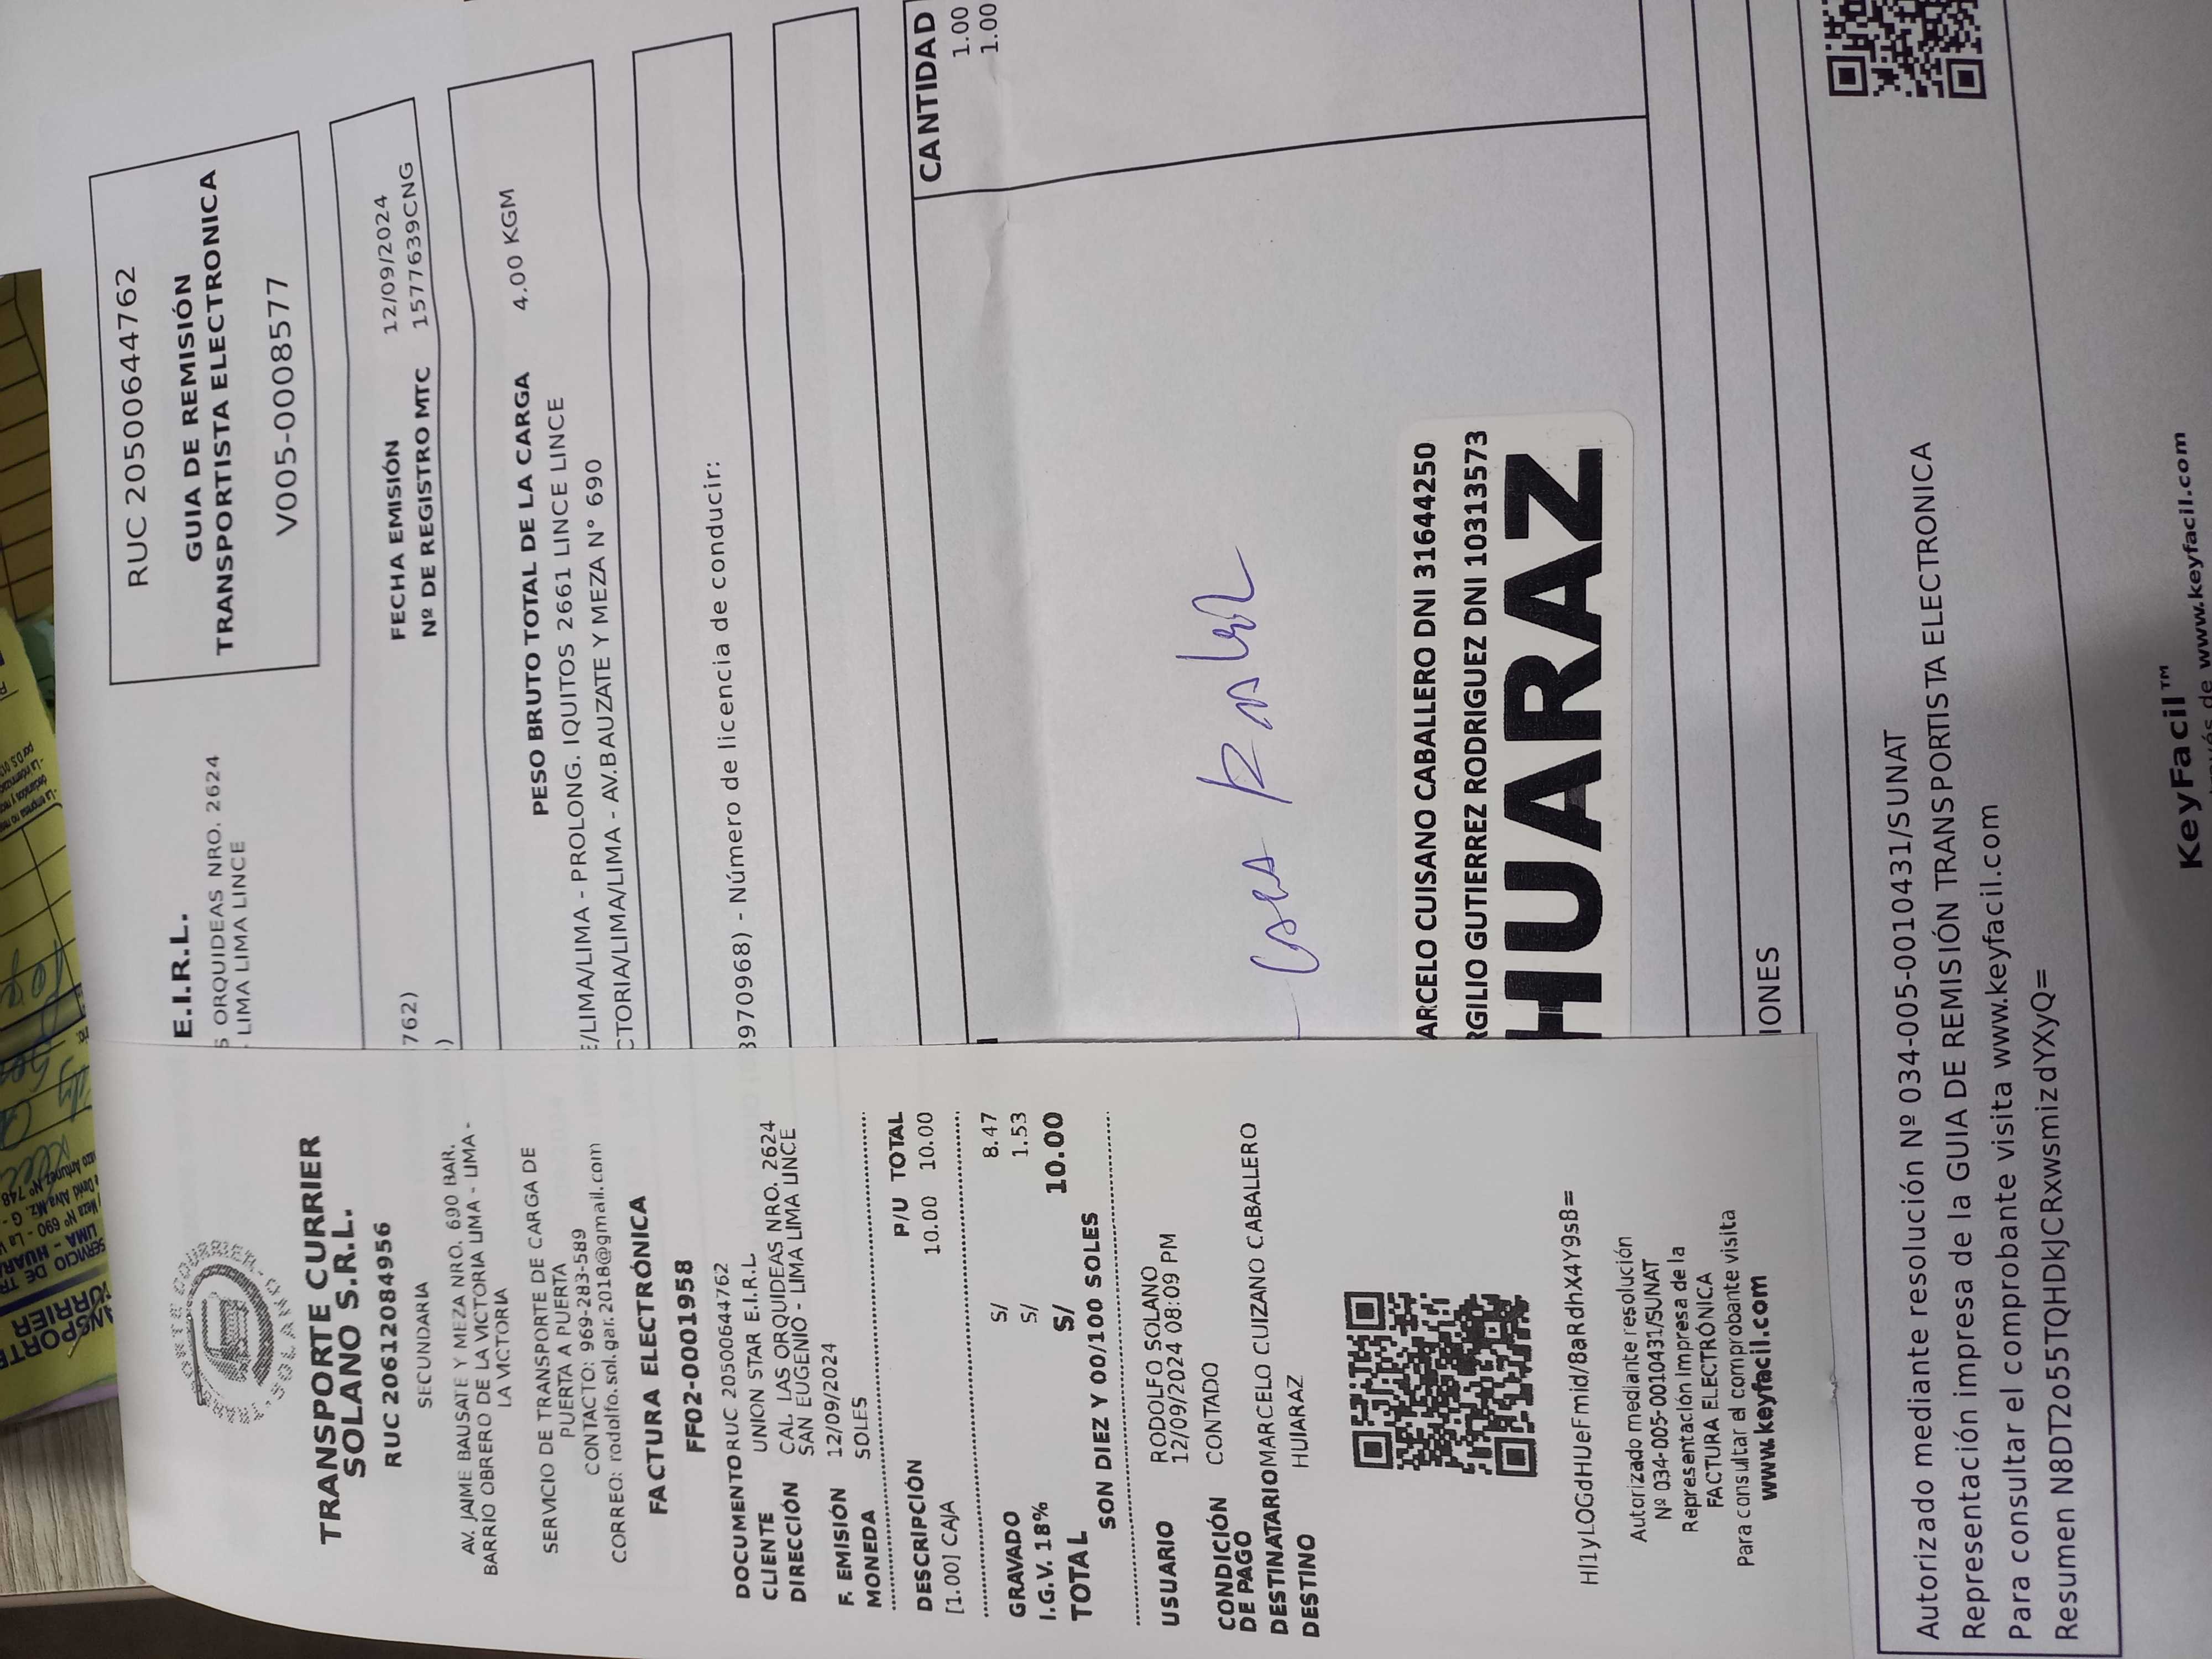 TRANSPORTE CURRIER
SOLANO S.R.L.
RUC 20612084956
SECUNDARIA
AV. JAIME BAUSATE Y MEZA NRO. 690 BAR.
BARRIO OBRERO DE LA VICTORIA LIMA - LIMA -
LA VICTORIA
SERVICIO DE TRANSPORTE DE CARGA DE
PUERTA A PUERTA
CONTACTO: 969-283-589
CORREO: rodolfo.sol.gar.2018@gmail.com
FACTURA ELECTRÓNICA
FF02-0001958
DOCUMENTO RUC 20500644762
CLIENTE UNION STAR E.I.R.L.
DIRECCIÓN CAL. LAS ORQUIDEAS NRO. 2624
SAN EUGENIO - LIMA LIMA LINCE
F. EMISIÓN 12/09/2024
MONEDA SOLES
DESCRIPCIÓN P/U TOTAL
[1.00] CAJA 10.00 10.00
GRAVADO S/ 8.47
I.G.V. 18% S/ 1.53
TOTAL S/ 10.00
SON DIEZ Y 00/100 SOLES
USUARIO RODOLFO SOLANO
12/09/2024 08:09 PM
CONDICIÓN CONTADO
DE PAGO
DESTINATARIO MARCELO CUIZANO CABALLERO
DESTINO HUARAZ
Hl1yLOGdHUeFmid/8aRdhX4Y9sB=
Autorizado mediante resolución
Nº 034-005-0010431/SUNAT
Representación impresa de la
FACTURA ELECTRÓNICA
Para consultar el comprobante visita
www.keyfacil.com
E.I.R.L.
S ORQUIDEAS NRO. 2624
LIMA LIMA LINCE
RUC 20500644762
GUIA DE REMISIÓN
TRANSPORTISTA ELECTRONICA
V005-0008577
762)
)
FECHA EMISIÓN 12/09/2024
Nº DE REGISTRO MTC 1577639CNG
PESO BRUTO TOTAL DE LA CARGA 4.00 KGM
E/LIMA/LIMA - PROLONG. IQUITOS 2661 LINCE LINCE
CTORIA/LIMA/LIMA - AV.BAUZATE Y MEZA N° 690
3970968) - Número de licencia de conducir:
CANTIDAD
1.00
1.00
ARCELO CUISANO CABALLERO DNI 31644250
RGILIO GUTIERREZ RODRIGUEZ DNI 10313573
HUARAZ
IONES
Autorizado mediante resolución Nº 034-005-0010431/SUNAT
Representación impresa de la GUIA DE REMISIÓN TRANSPORTISTA ELECTRONICA
Para consultar el comprobante visita www.keyfacil.com
Resumen N8DT2o55TQHDkJCRxwsmizdYXyQ=
KeyFacil™
és de www.keyfacil.com